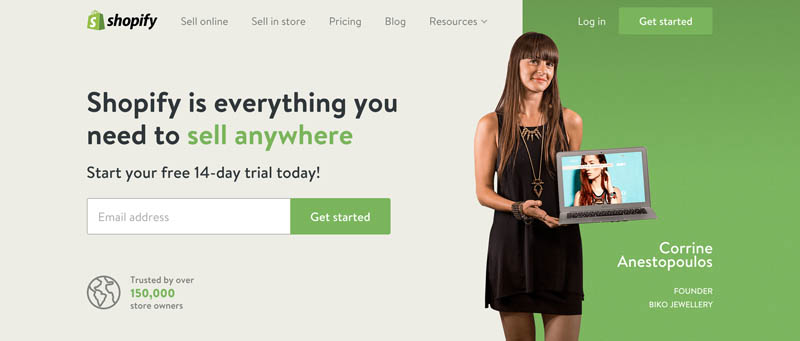 shopify
Sell online
Sell in store
Pricing
Blog
Resources
Log in
Get started
Shopify is everything you
need to sell anywhere
Start your free 14-day trial today!
Email address
Get started
Trusted by over
150,000
store owners
Corrine
Anestopoulos
FOUNDER
BIKO JEWELLERY